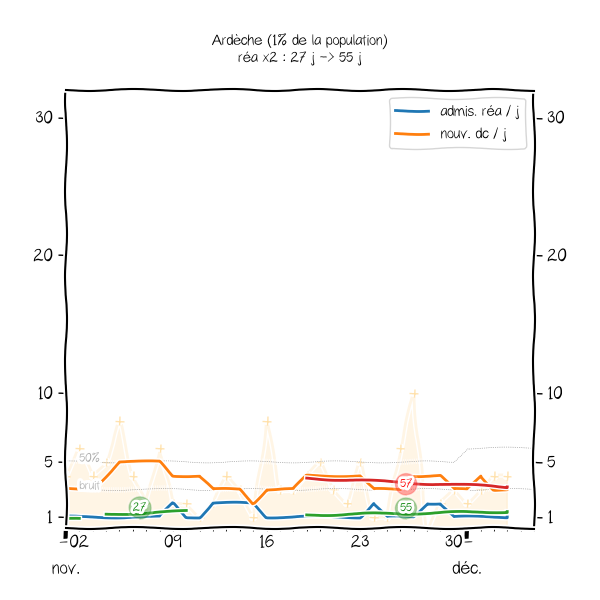 Ardèche (1% de la population)
réa x2 : 27 j -> 55 j
admis. réa / j
nouv. dc / j
30
30
20
20
10
10
50%
5
5
57
bruit
27
55
1
1
02
09
16
23
30
nov.
déc.